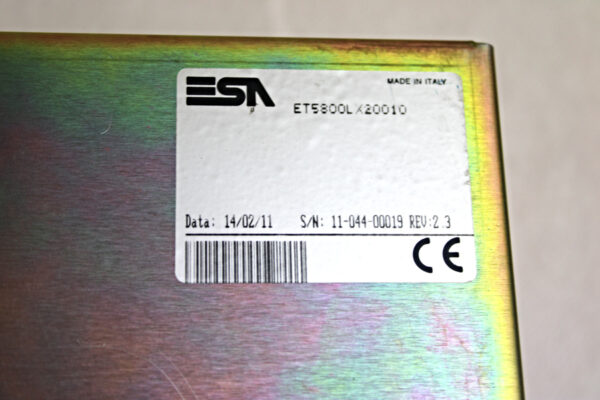 ESA
MADE IN ITALY
ET5800LX20010
Data: 14/02/11 S/N: 11-044-00019 REV:2.3
CE